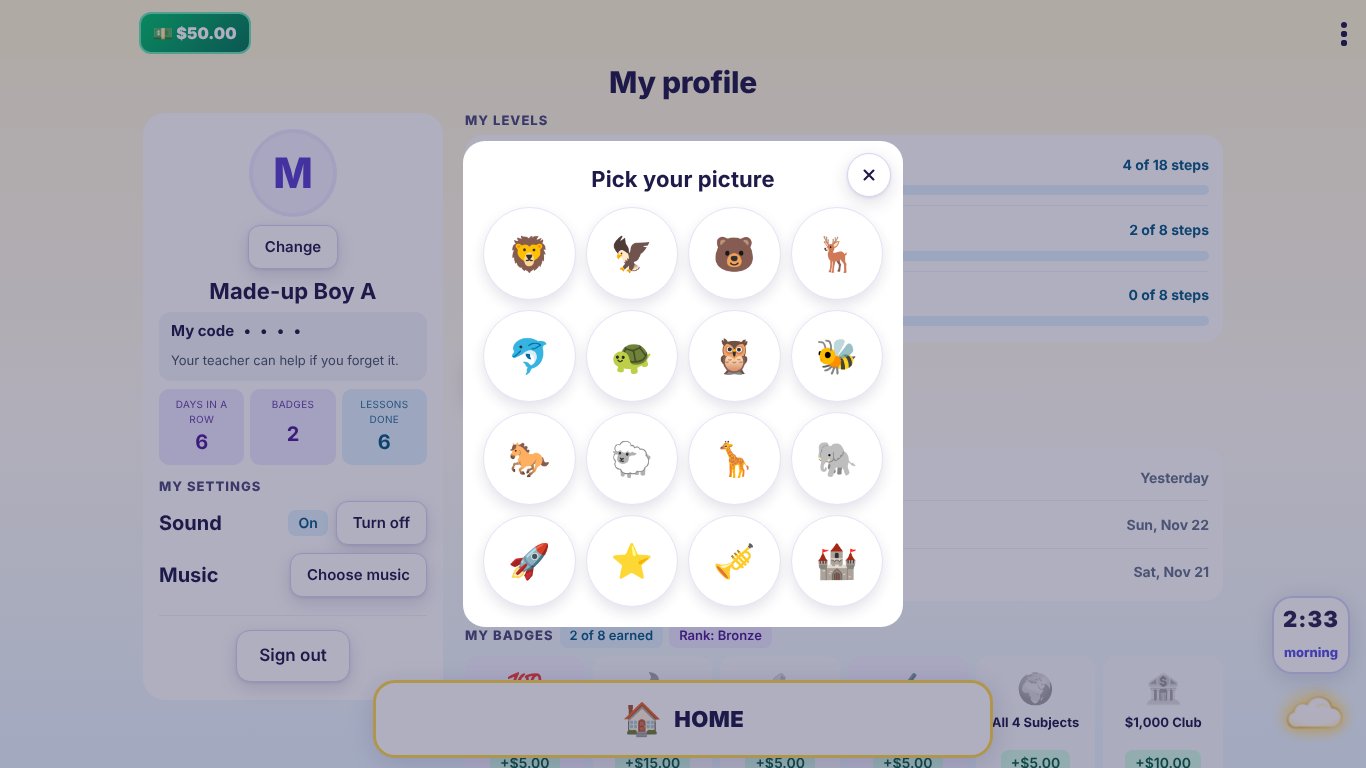 $50.00
My profile
MY LEVELS
M
Change
Made-up Boy A
My code • • • •
Your teacher can help if you forget it.
DAYS IN A
ROW
6
BADGES
2
LESSONS
DONE
6
MY SETTINGS
Sound On Turn off
Music Choose music
Sign out
Pick your picture
4 of 18 steps
2 of 8 steps
0 of 8 steps
Yesterday
Sun, Nov 22
Sat, Nov 21
MY BADGES 2 of 8 earned Rank: Bronze
All 4 Subjects
$1,000 Club
HOME
+$5.00
+$15.00
+$5.00
+$5.00
+$5.00
+$10.00
2:33
morning